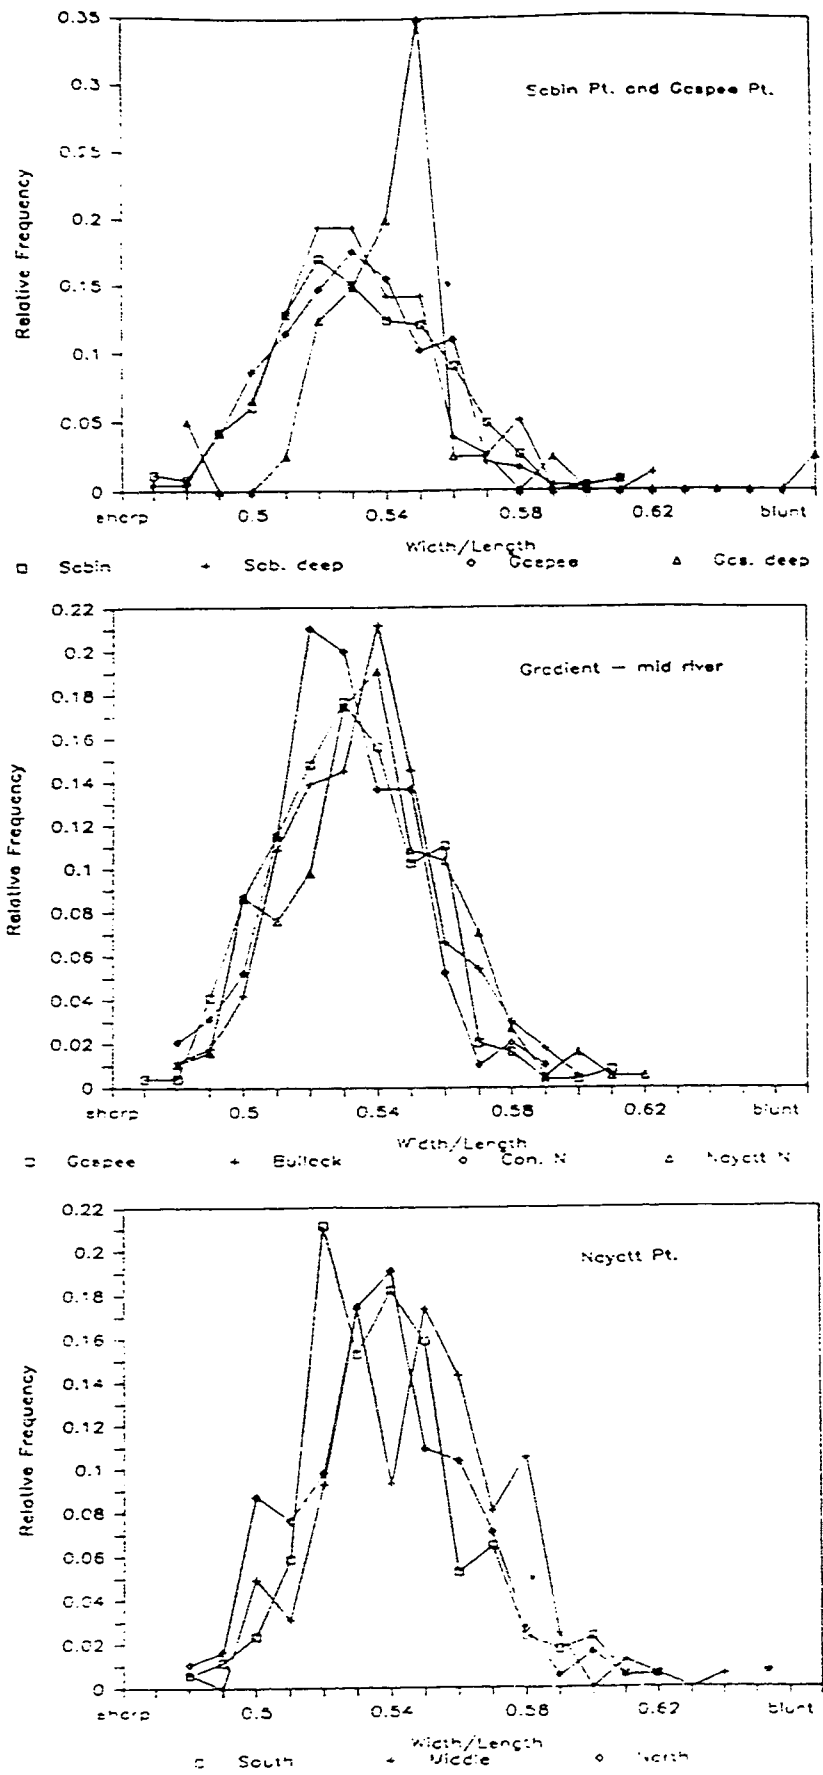 0.35
0.3
0.25
0.2
0.15
0.1
0.05
0
Relative Frequency
Sabin Pt. and Gaspee Pt.
sharp 0.5 0.54 0.58 0.62 blunt
Width/Length
Sabin Sab. deep Gaspee Gas. deep
0.22
0.2
0.18
0.16
0.14
0.12
0.1
0.08
0.06
0.04
0.02
0
Relative Frequency
Gradient — mid river
sharp 0.5 0.54 0.58 0.62 blunt
Width/Length
Gaspee Bullock Con. N Nayatt N
0.22
0.2
0.18
0.16
0.14
0.12
0.1
0.08
0.06
0.04
0.02
0
Relative Frequency
Nayatt Pt.
sharp 0.5 0.54 0.58 0.62 blunt
Width/Length
South Middle North